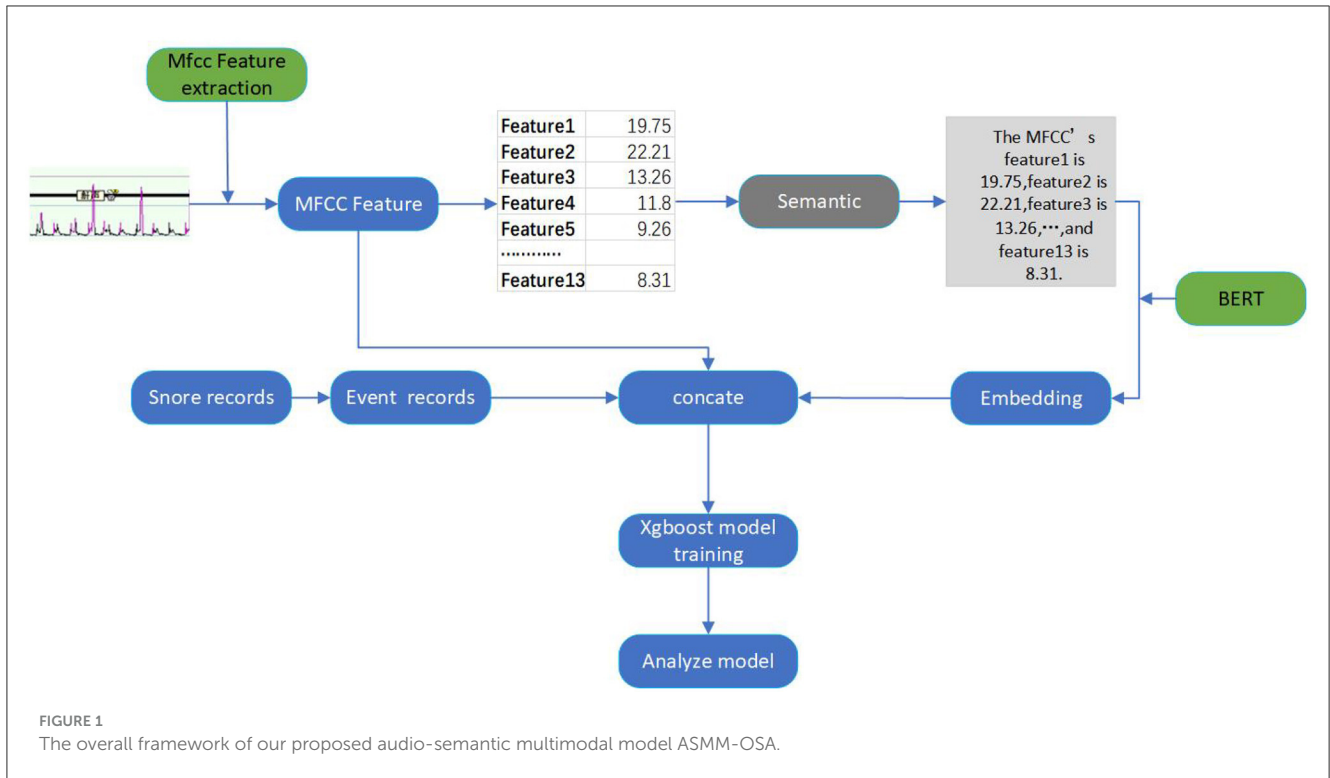 Mfcc Feature
extraction
MFCC Feature
Feature1 19.75
Feature2 22.21
Feature3 13.26
Feature4 11.8
Feature5 9.26
…………
Feature13 8.31
Semantic
The MFCC’s
feature1 is
19.75,feature2 is
22.21,feature3 is
13.26,⋯,and
feature13 is
8.31.
BERT
Snore records
Event records
concate
Embedding
Xgboost model
training
Analyze model
FIGURE 1
The overall framework of our proposed audio-semantic multimodal model ASMM-OSA.